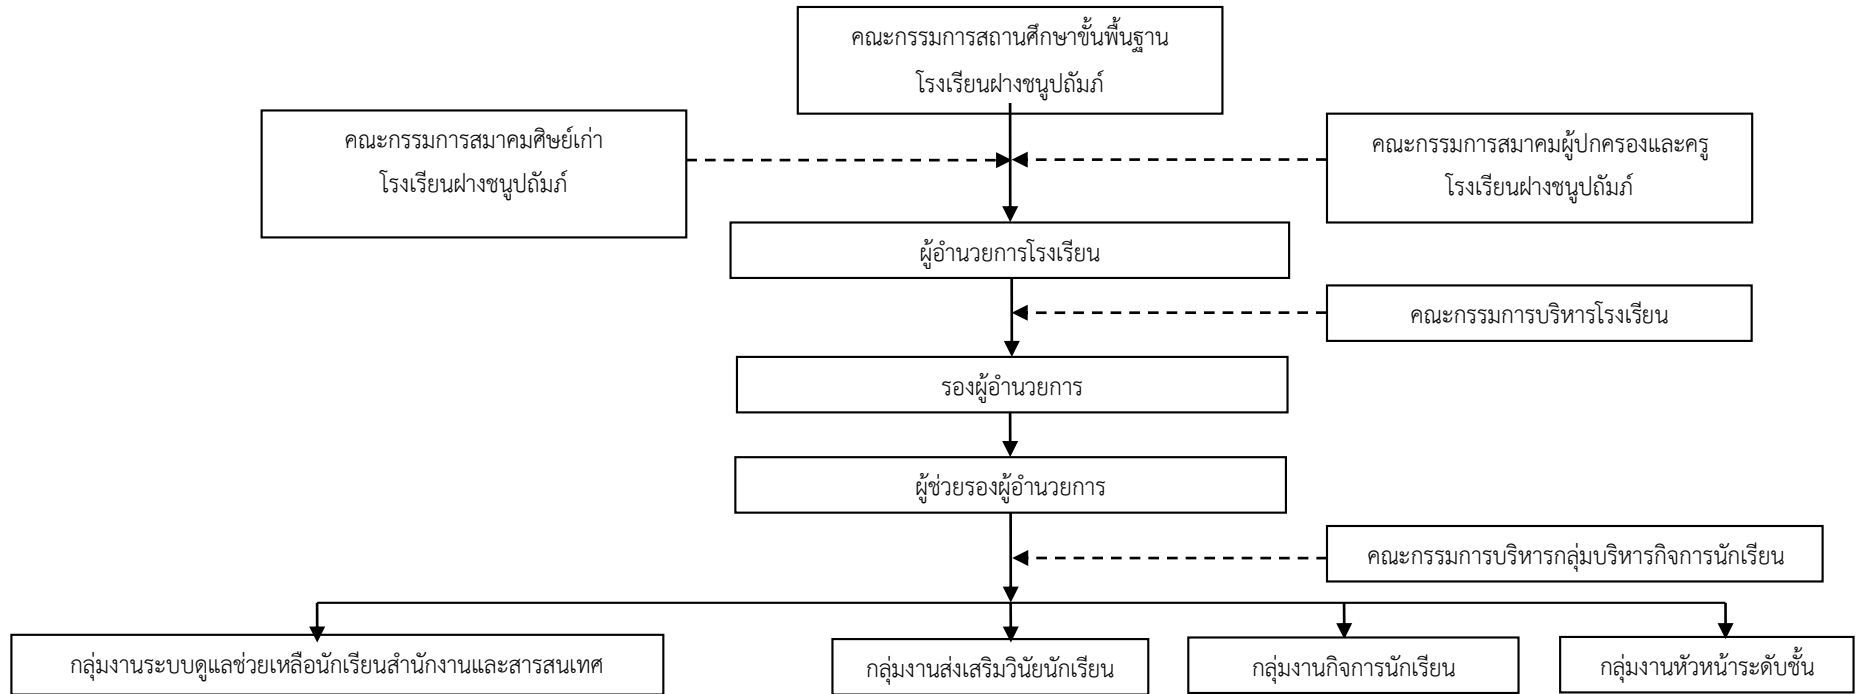 คณะกรรมการสถานศึกษาขั้นพื้นฐาน
โรงเรียนฝางชนูปถัมภ์
คณะกรรมการสมาคมศิษย์เก่า
โรงเรียนฝางชนูปถัมภ์
คณะกรรมการสมาคมผู้ปกครองและครู
โรงเรียนฝางชนูปถัมภ์
ผู้อำนวยการโรงเรียน
คณะกรรมการบริหารโรงเรียน
รองผู้อำนวยการ
ผู้ช่วยรองผู้อำนวยการ
คณะกรรมการบริหารกลุ่มบริหารกิจการนักเรียน
กลุ่มงานระบบดูแลช่วยเหลือนักเรียนสำนักงานและสารสนเทศ
กลุ่มงานส่งเสริมวินัยนักเรียน
กลุ่มงานกิจการนักเรียน
กลุ่มงานหัวหน้าระดับชั้น